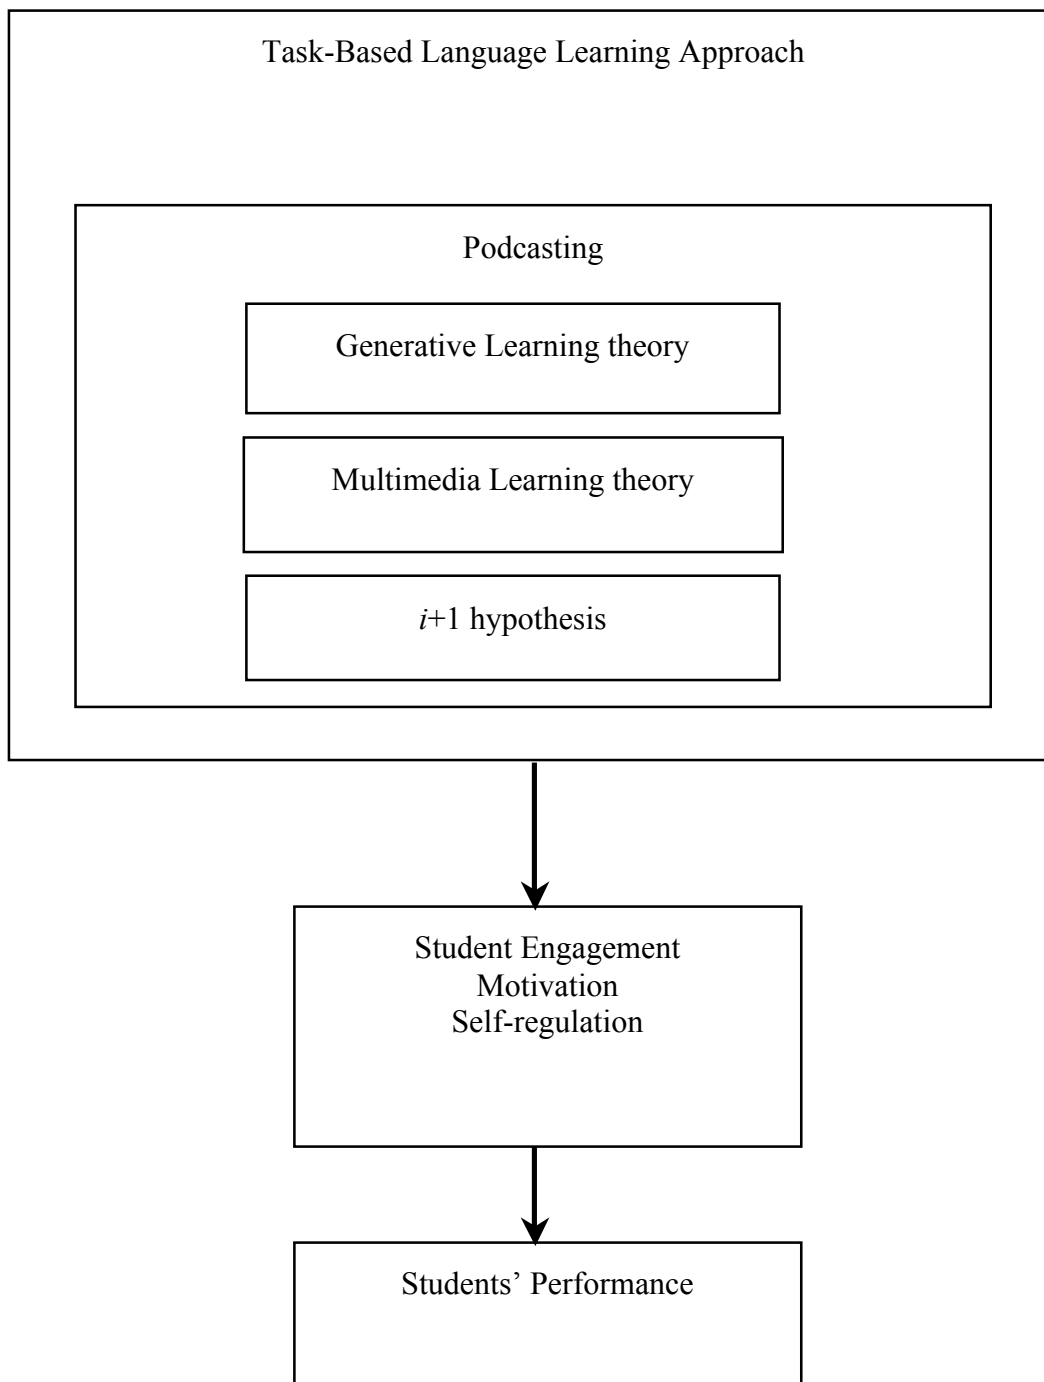 Task-Based Language Learning Approach
Podcasting
Generative Learning theory
Multimedia Learning theory
i+1 hypothesis
Student Engagement
Motivation
Self-regulation
Students’ Performance